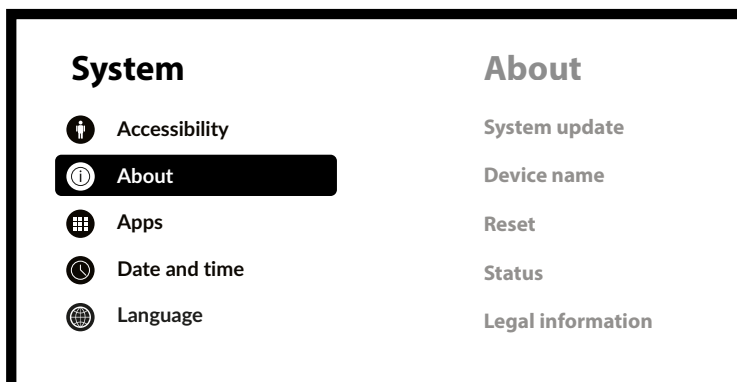 System
Accessibility
About
Apps
Date and time
Language
About
System update
Device name
Reset
Status
Legal information